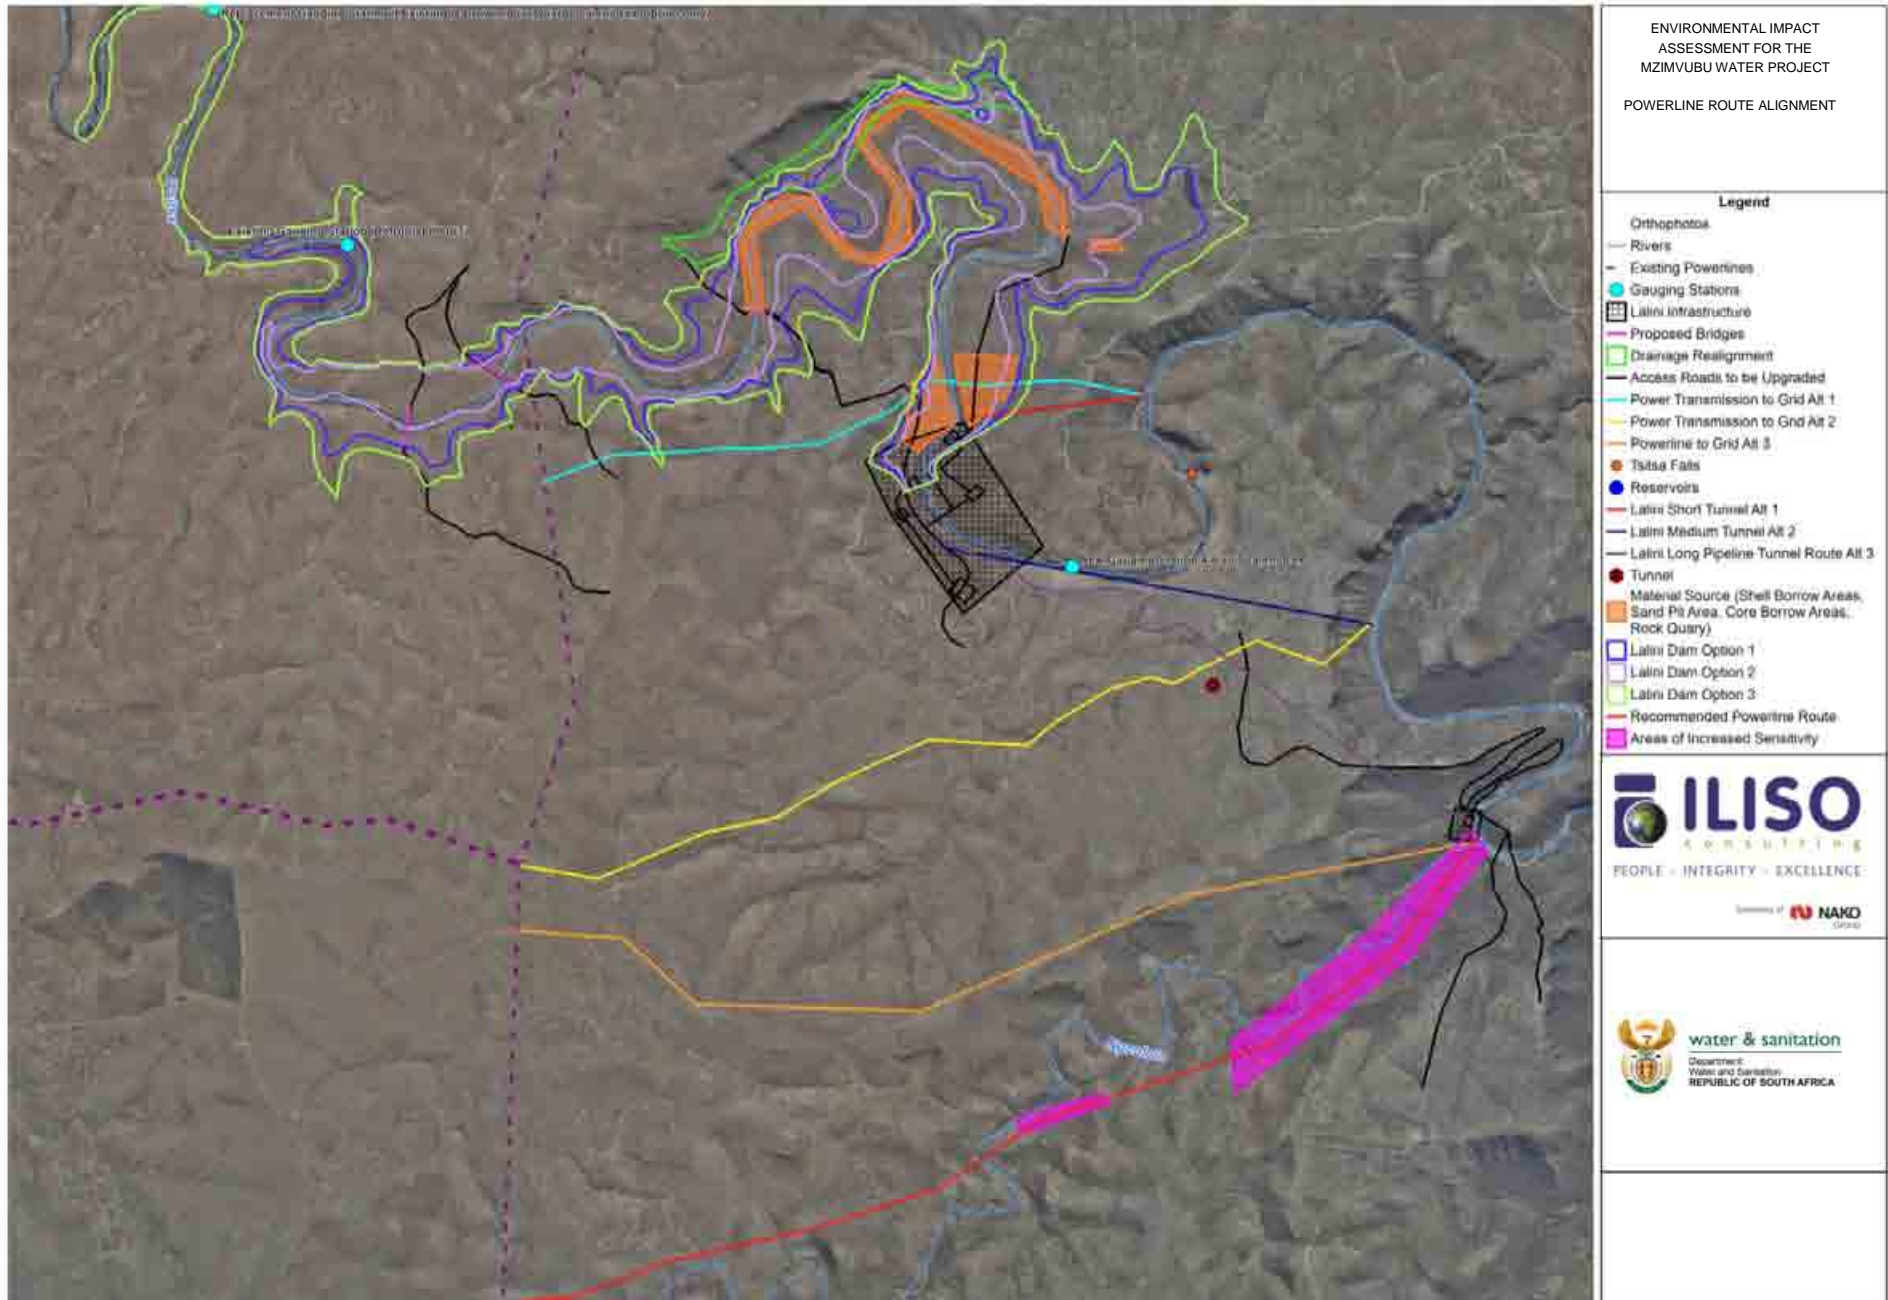 ENVIRONMENTAL IMPACT
ASSESSMENT FOR THE
MZIMVUBU WATER PROJECT
POWERLINE ROUTE ALIGNMENT
Legend
Orthophotos
Rivers
Existing Powerlines
Gauging Stations
Lalini Infrastructure
Proposed Bridges
Drainage Realignment
Access Roads to be Upgraded
Power Transmission to Grid Alt 1
Power Transmission to Grid Alt 2
Powerline to Grid Alt 3
Tsitsa Falls
Reservoirs
Lalini Short Tunnel Alt 1
Lalini Medium Tunnel Alt 2
Lalini Long Pipeline Tunnel Route Alt 3
Tunnel
Material Source (Shell Borrow Areas,
Sand Pit Area, Core Borrow Areas,
Rock Quary)
Lalini Dam Option 1
Lalini Dam Option 2
Lalini Dam Option 3
Recommended Powerline Route
Areas of Increased Sensitivity
ILISO
consulting
PEOPLE - INTEGRITY - EXCELLENCE
NAKO
Group
water & sanitation
Department:
Water and Sanitation
REPUBLIC OF SOUTH AFRICA